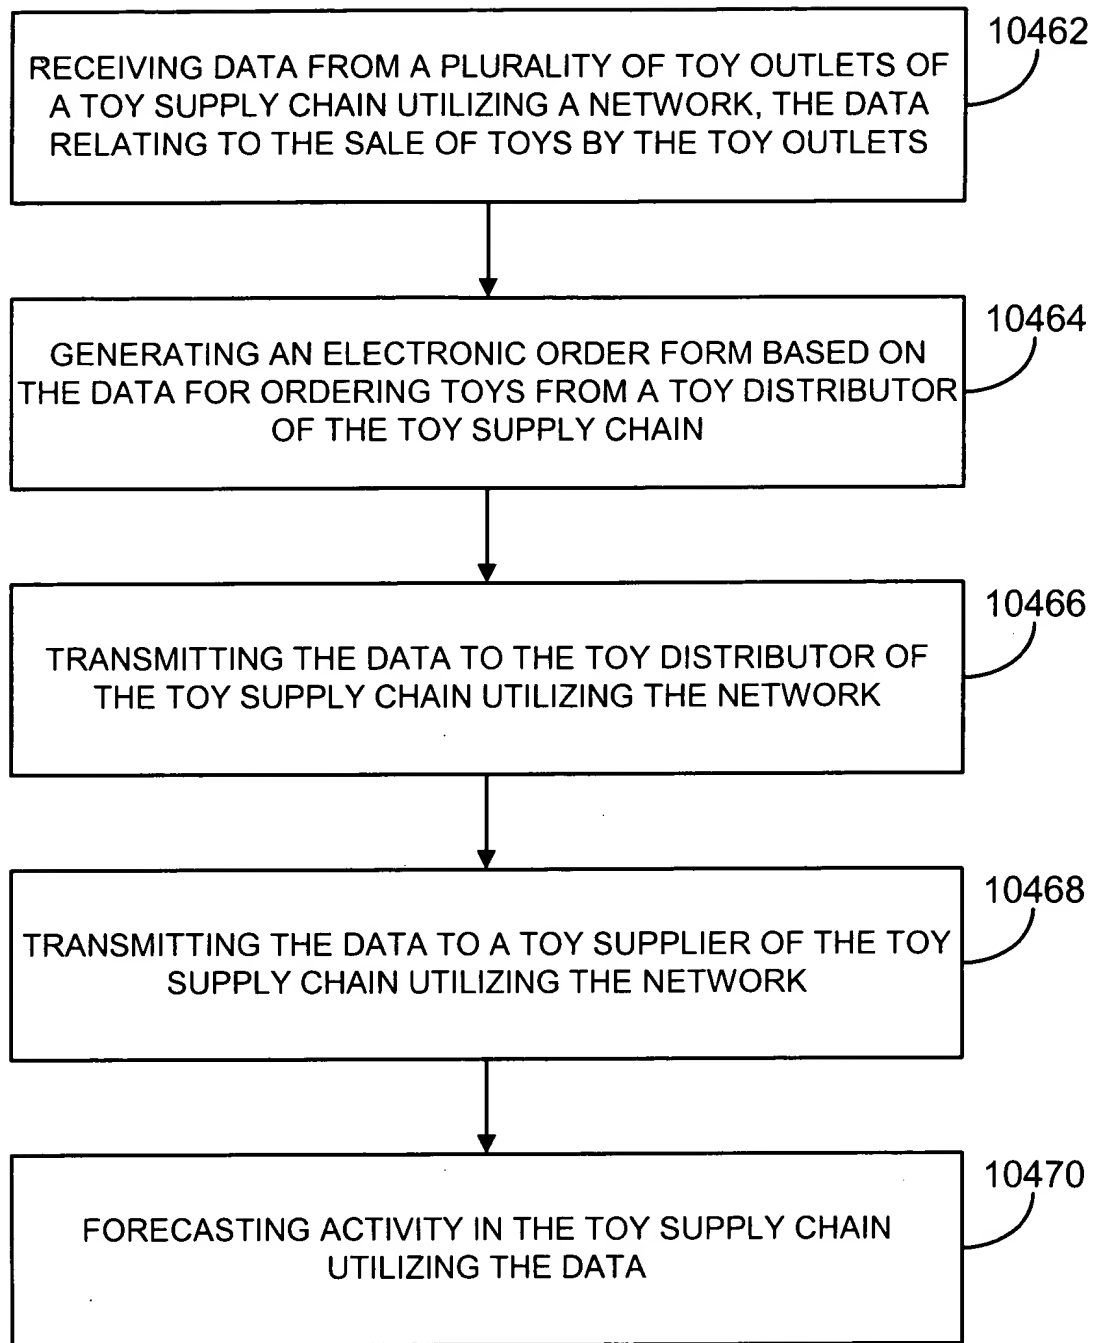 10462
RECEIVING DATA FROM A PLURALITY OF TOY OUTLETS OF
A TOY SUPPLY CHAIN UTILIZING A NETWORK, THE DATA
RELATING TO THE SALE OF TOYS BY THE TOY OUTLETS
10464
GENERATING AN ELECTRONIC ORDER FORM BASED ON
THE DATA FOR ORDERING TOYS FROM A TOY DISTRIBUTOR
OF THE TOY SUPPLY CHAIN
10466
TRANSMITTING THE DATA TO THE TOY DISTRIBUTOR OF
THE TOY SUPPLY CHAIN UTILIZING THE NETWORK
10468
TRANSMITTING THE DATA TO A TOY SUPPLIER OF THE TOY
SUPPLY CHAIN UTILIZING THE NETWORK
10470
FORECASTING ACTIVITY IN THE TOY SUPPLY CHAIN
UTILIZING THE DATA